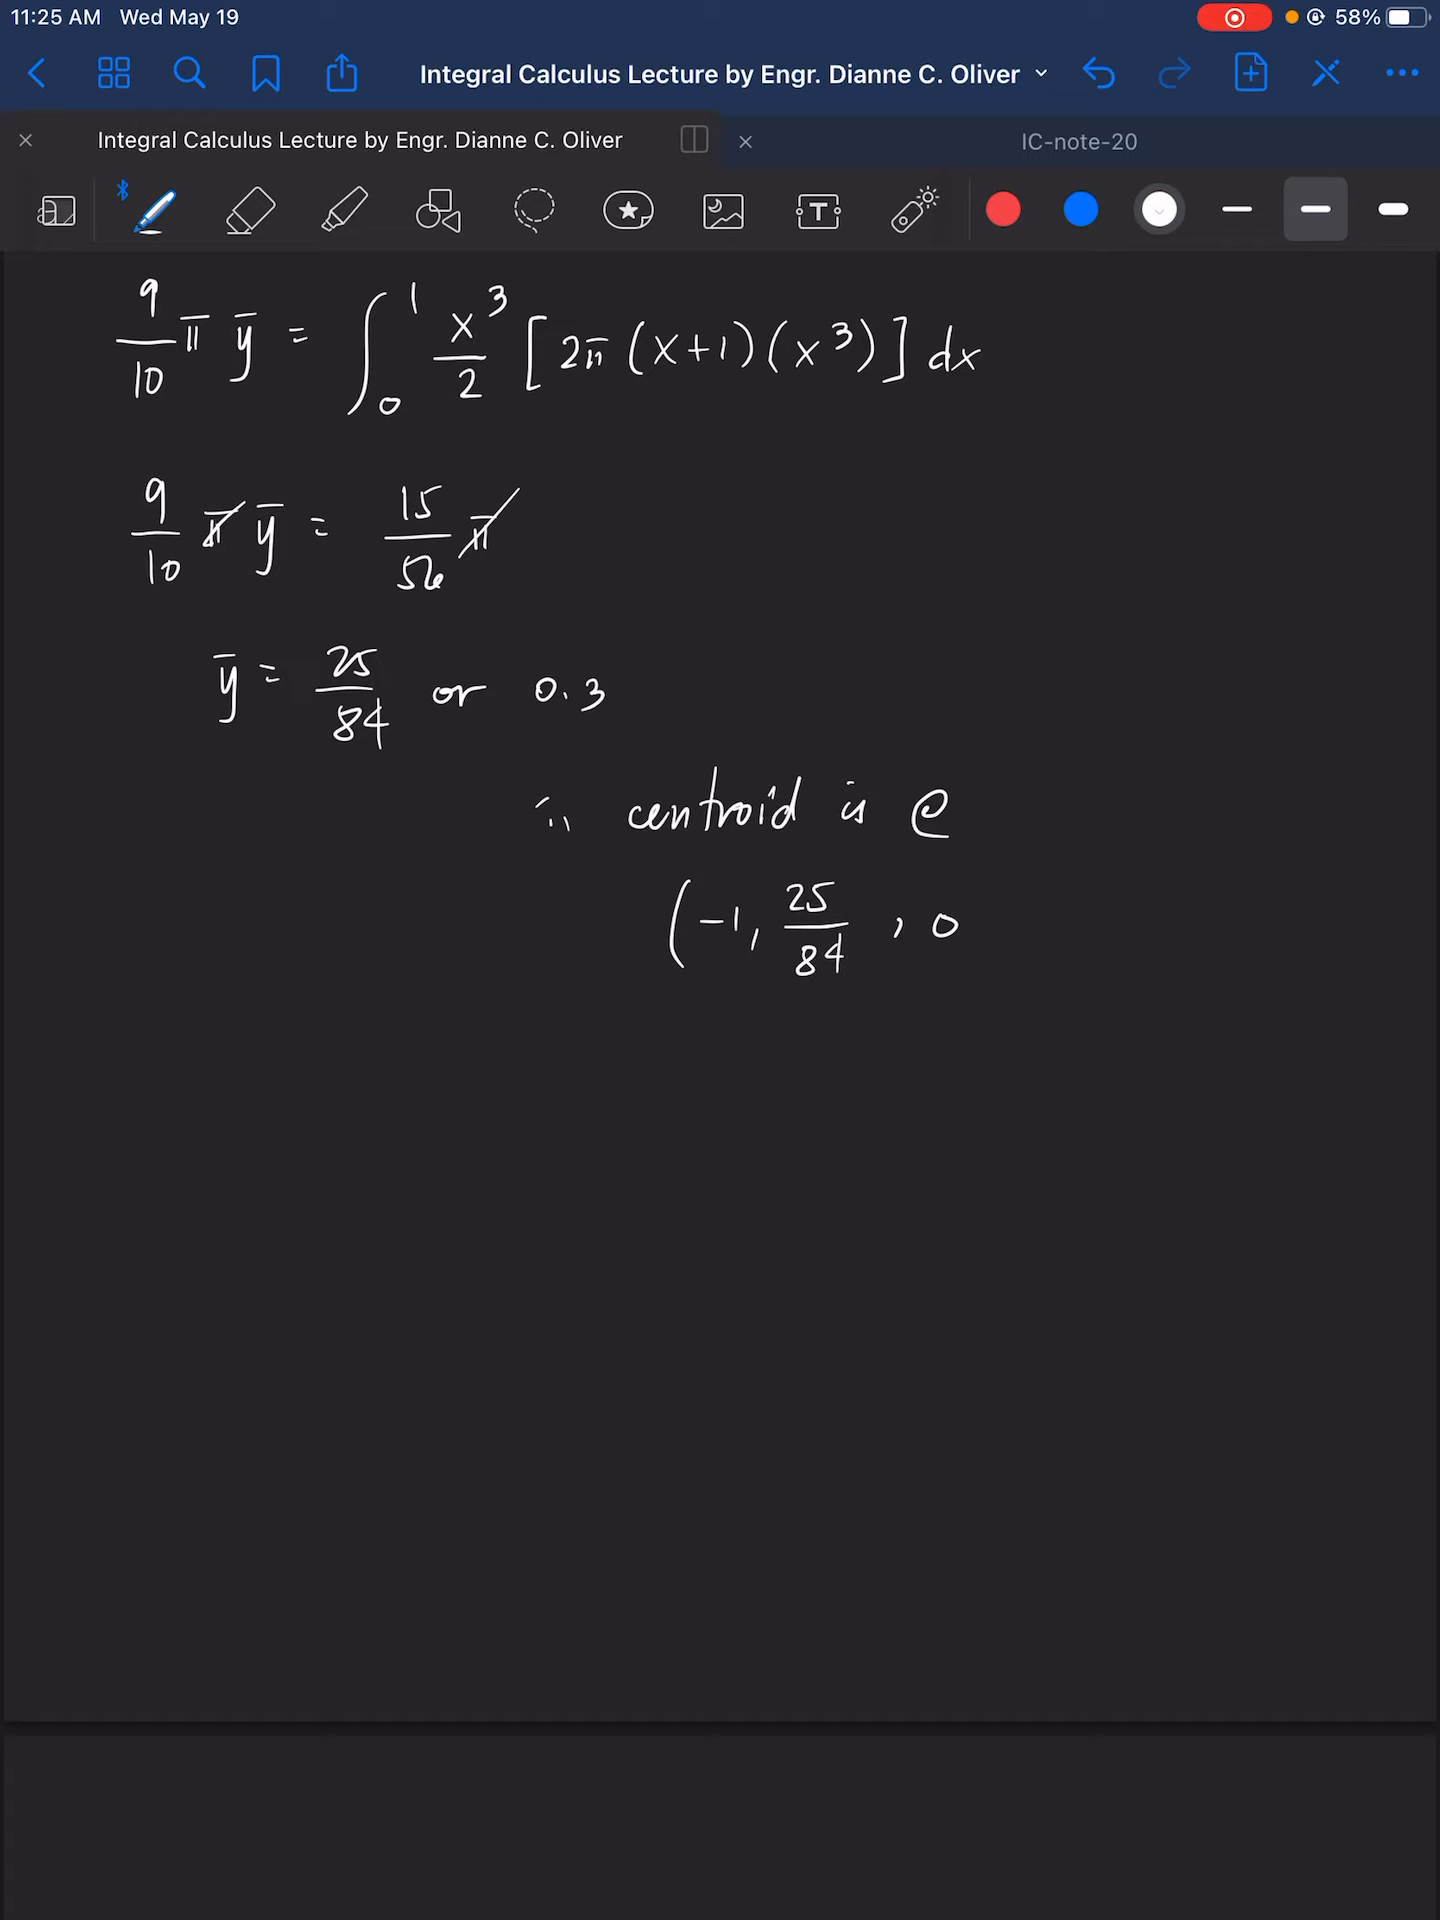 11:25 AM Wed May 19 58%
Integral Calculus Lecture by Engr. Dianne C. Oliver
Integral Calculus Lecture by Engr. Dianne C. Oliver IC-note-20
9/10 π ȳ = ∫₀¹ x³/2 [2π (x+1)(x³)] dx
9/10 π ȳ = 15/56 π
ȳ = 25/84 or 0.3
∴ centroid is @
(-1, 25/84, 0